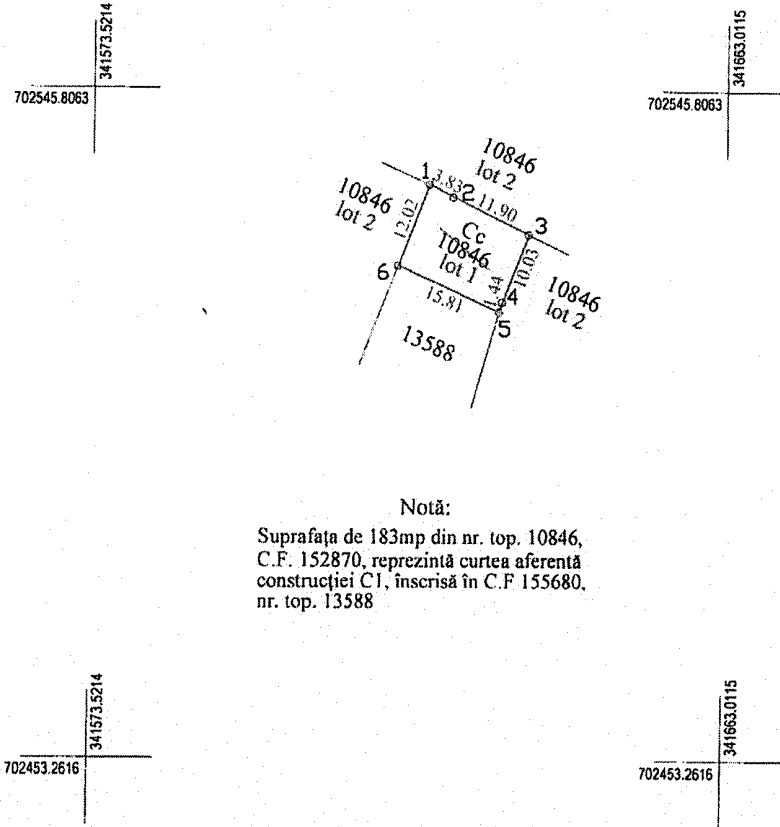 341573.5214
702545.8063
341663.0115
702545.8063
10846
lot 2
10846
lot 2
1
3.83
2
11.90
3
12.02
Cc
10846
lot 1
10.03
6
15.81
1.44
4
5
10846
lot 2
13588
Notă:
Suprafața de 183mp din nr. top. 10846,
C.F. 152870, reprezintă curtea aferentă
construcției C1, înscrisă în C.F 155680,
nr. top. 13588
341573.5214
702453.2616
341663.0115
702453.2616